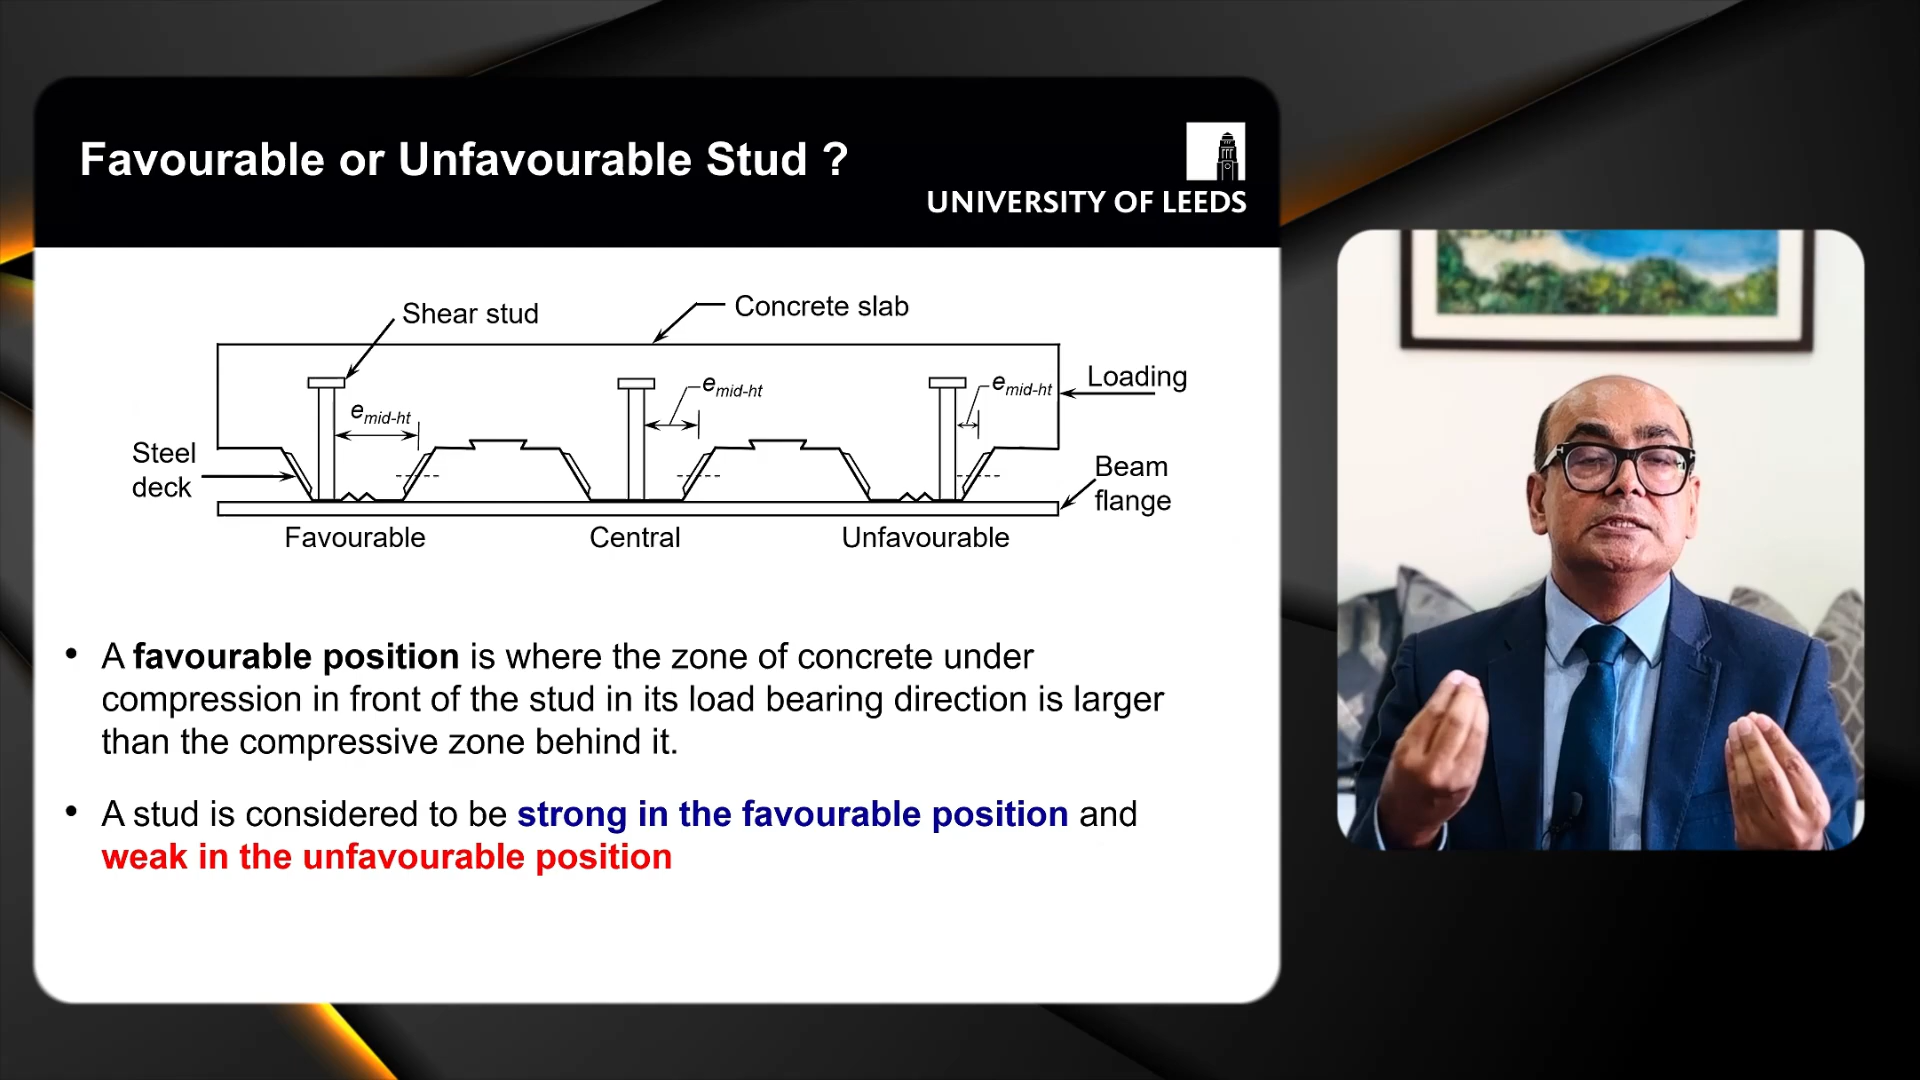 Favourable or Unfavourable Stud ?
UNIVERSITY OF LEEDS
Shear stud
Concrete slab
Loading
e mid-ht
e mid-ht
e mid-ht
Steel
deck
Beam
flange
Favourable
Central
Unfavourable
• A favourable position is where the zone of concrete under
compression in front of the stud in its load bearing direction is larger
than the compressive zone behind it.
• A stud is considered to be strong in the favourable position and
weak in the unfavourable position